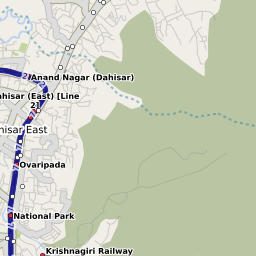 Anand Nagar (Dahisar)
hisar (East) [Line
2]
hisar East
Ovaripada
National Park
Krishnagiri Railway